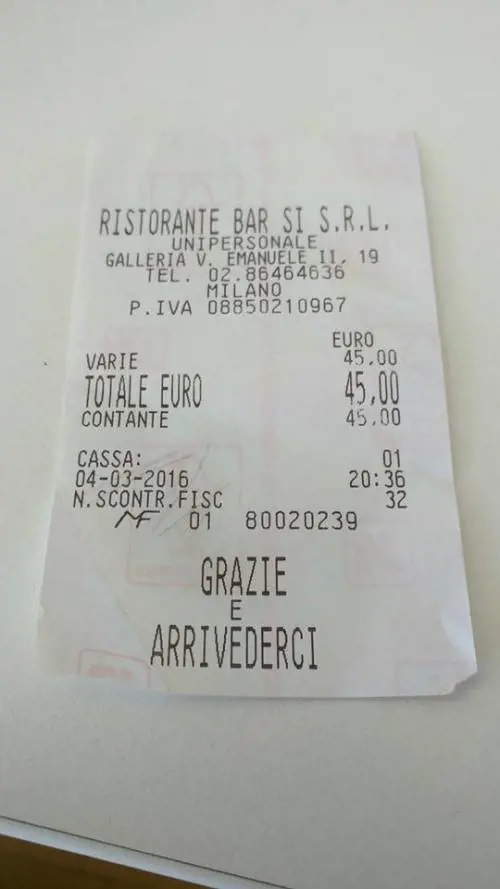 RISTORANTE BAR SI S.R.L.
UNIPERSONALE
GALLERIA V. EMANUELE II, 19
TEL. 02.86464636
MILANO
P.IVA 08850210967
EURO
VARIE 45,00
TOTALE EURO 45,00
CONTANTE 45,00
CASSA: 01
04-03-2016 20:36
N.SCONTR.FISC 32
MF 01 80020239
GRAZIE
E
ARRIVEDERCI